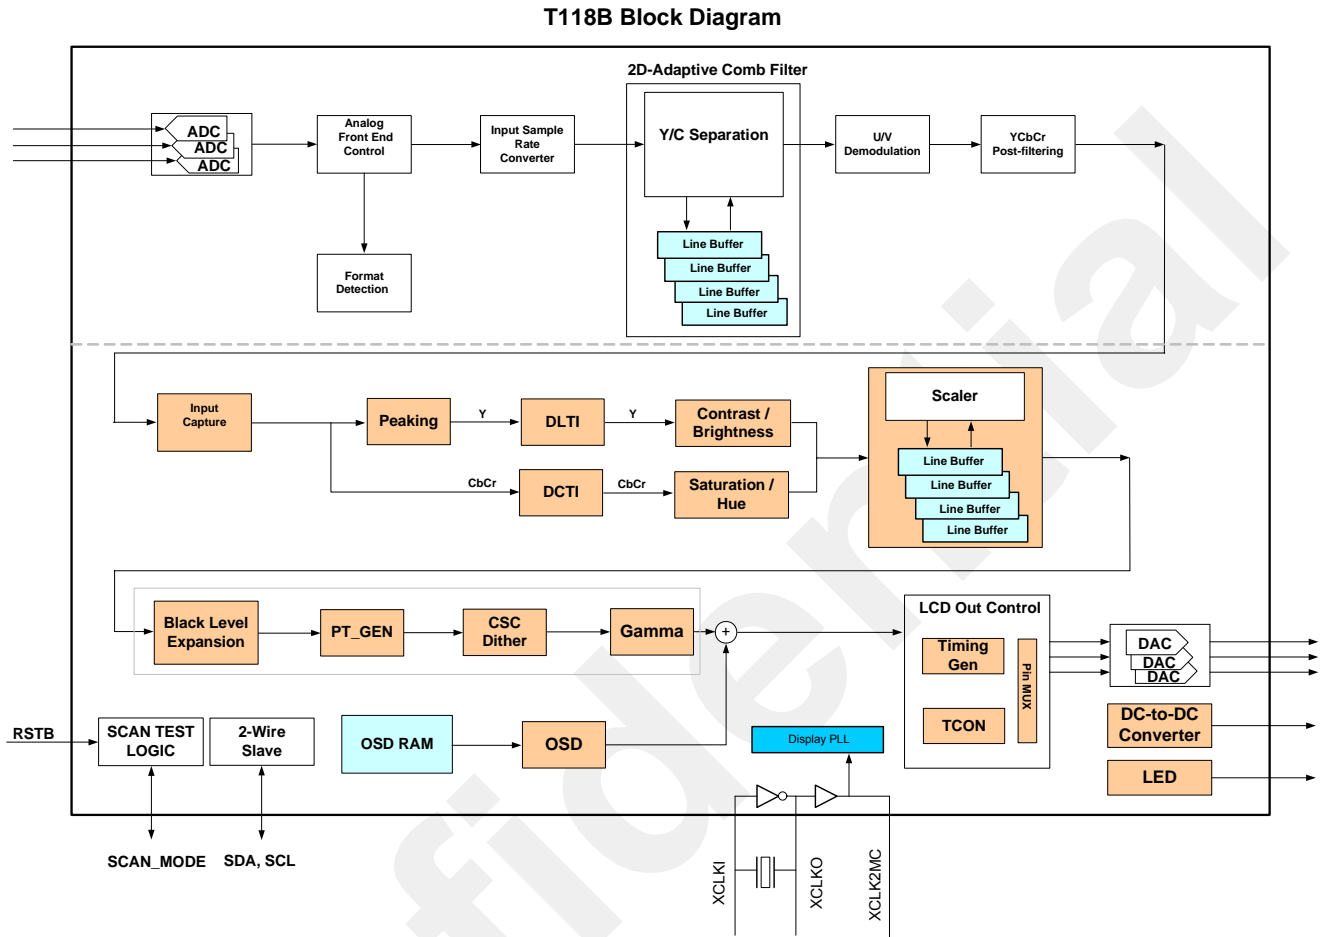 T118B Block Diagram
2D-Adaptive Comb Filter
ADC
ADC
ADC
Analog
Front End
Control
Input Sample
Rate
Converter
Y/C Separation
U/V
Demodulation
YCbCr
Post-filtering
Line Buffer
Line Buffer
Line Buffer
Line Buffer
Format
Detection
Input
Capture
Peaking
Y
DLTI
Y
Contrast /
Brightness
CbCr
DCTI
CbCr
Saturation /
Hue
Scaler
Line Buffer
Line Buffer
Line Buffer
Line Buffer
Black Level
Expansion
PT_GEN
CSC
Dither
Gamma
+
LCD Out Control
Timing
Gen
TCON
Pin MUX
DAC
DAC
DAC
DC-to-DC
Converter
LED
RSTB
SCAN TEST
LOGIC
2-Wire
Slave
OSD RAM
OSD
Display PLL
SCAN_MODE
SDA, SCL
XCLKI
XCLKO
XCLK2MC